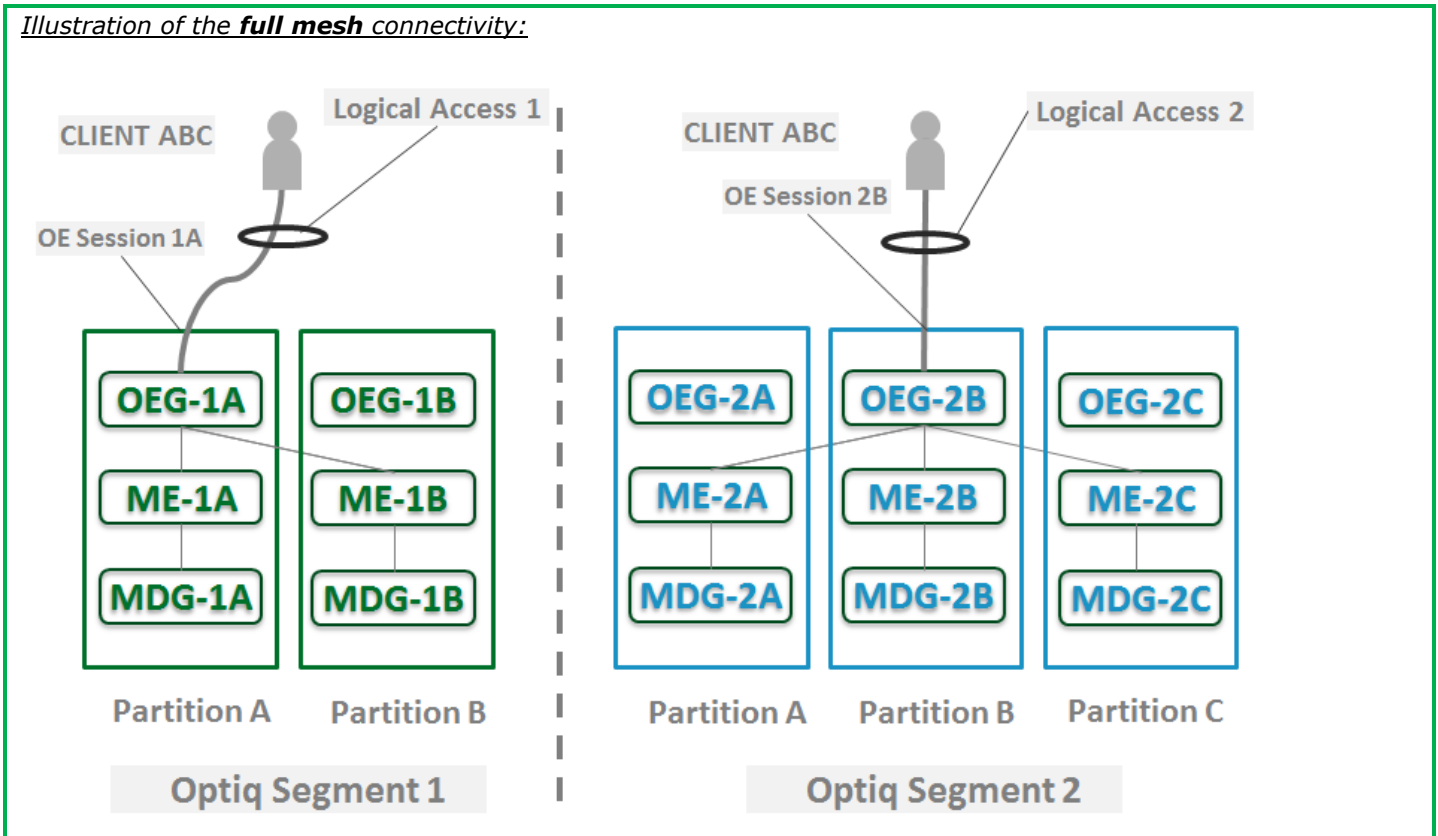 Illustration of the full mesh connectivity:
CLIENT ABC
Logical Access 1
OE Session 1A
OEG-1A
OEG-1B
ME-1A
ME-1B
MDG-1A
MDG-1B
Partition A
Partition B
Optiq Segment 1
CLIENT ABC
Logical Access 2
OE Session 2B
OEG-2A
OEG-2B
OEG-2C
ME-2A
ME-2B
ME-2C
MDG-2A
MDG-2B
MDG-2C
Partition A
Partition B
Partition C
Optiq Segment 2